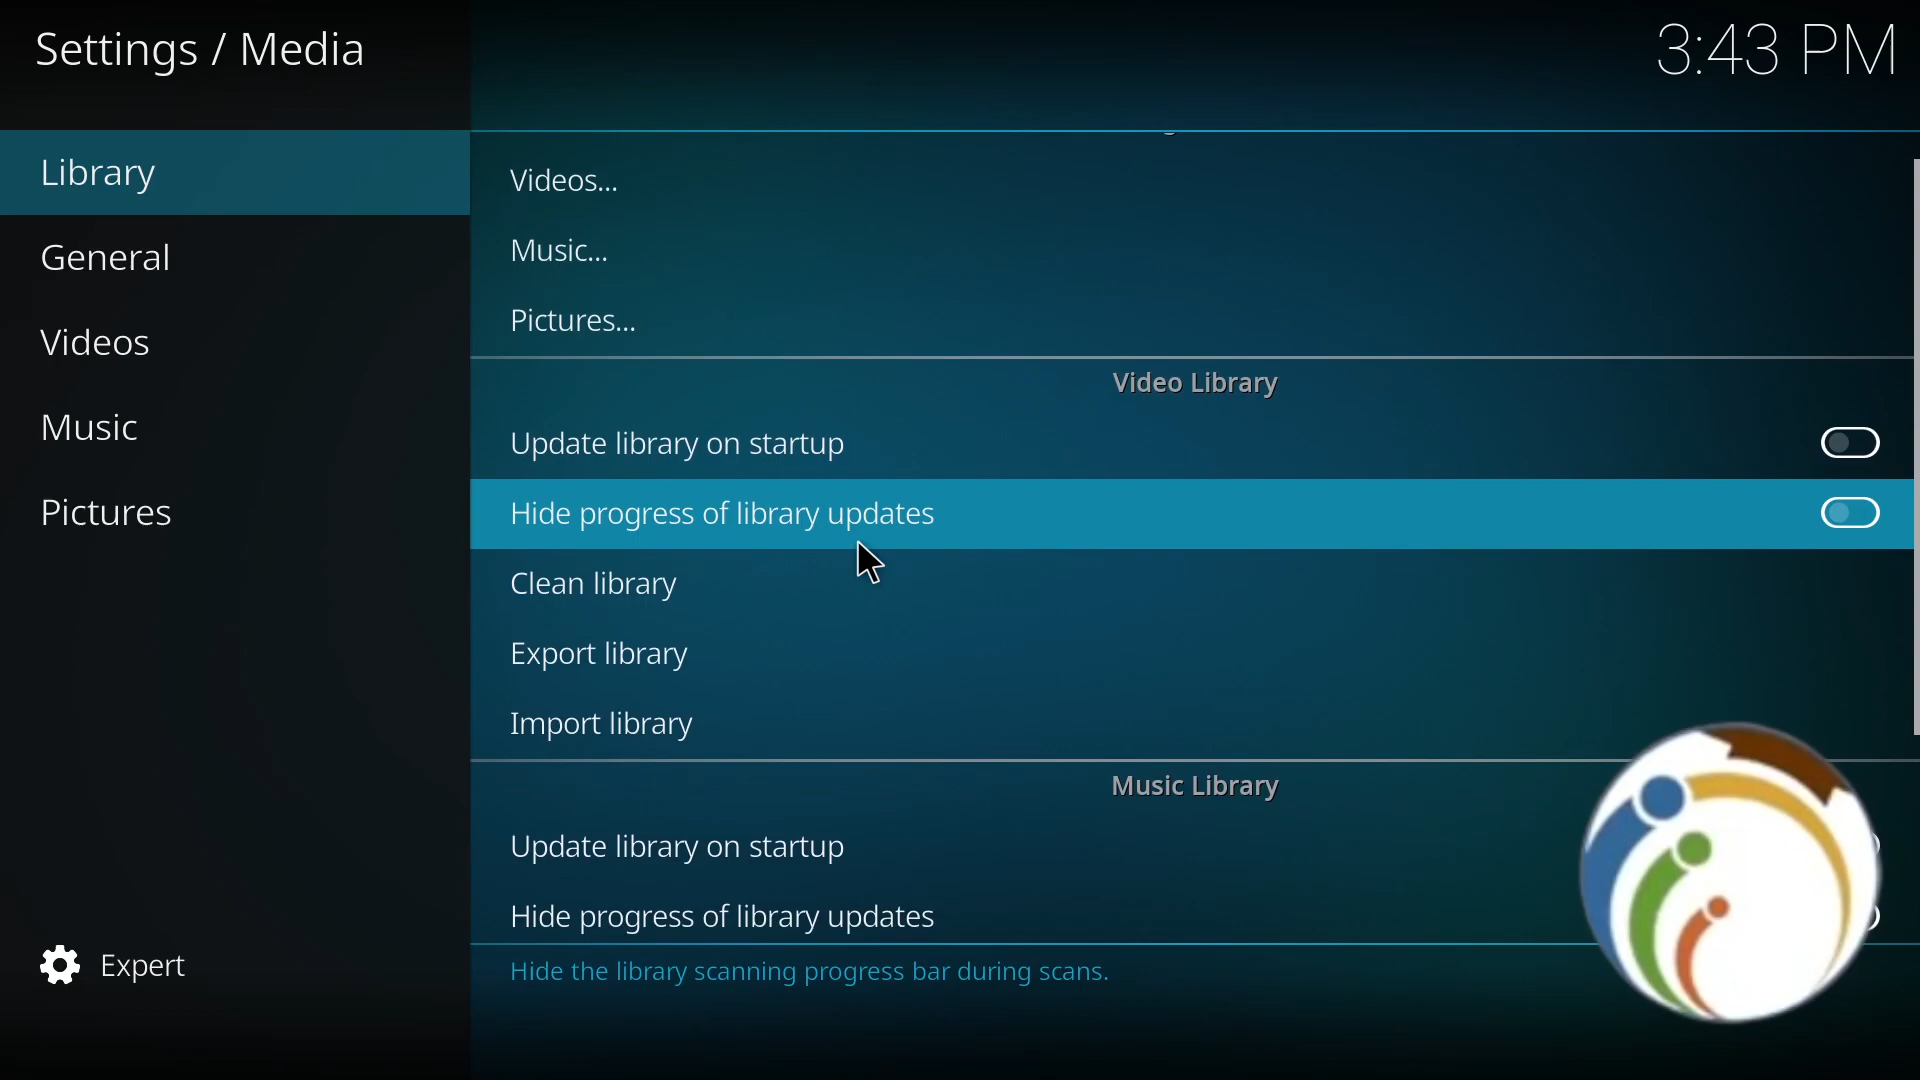 Settings / Media
3:43 PM
Library
General
Videos
Music
Pictures
Expert
Videos...
Music...
Pictures...
Video Library
Update library on startup
Hide progress of library updates
Clean library
Export library
Import library
Music Library
Update library on startup
Hide progress of library updates
Hide the library scanning progress bar during scans.